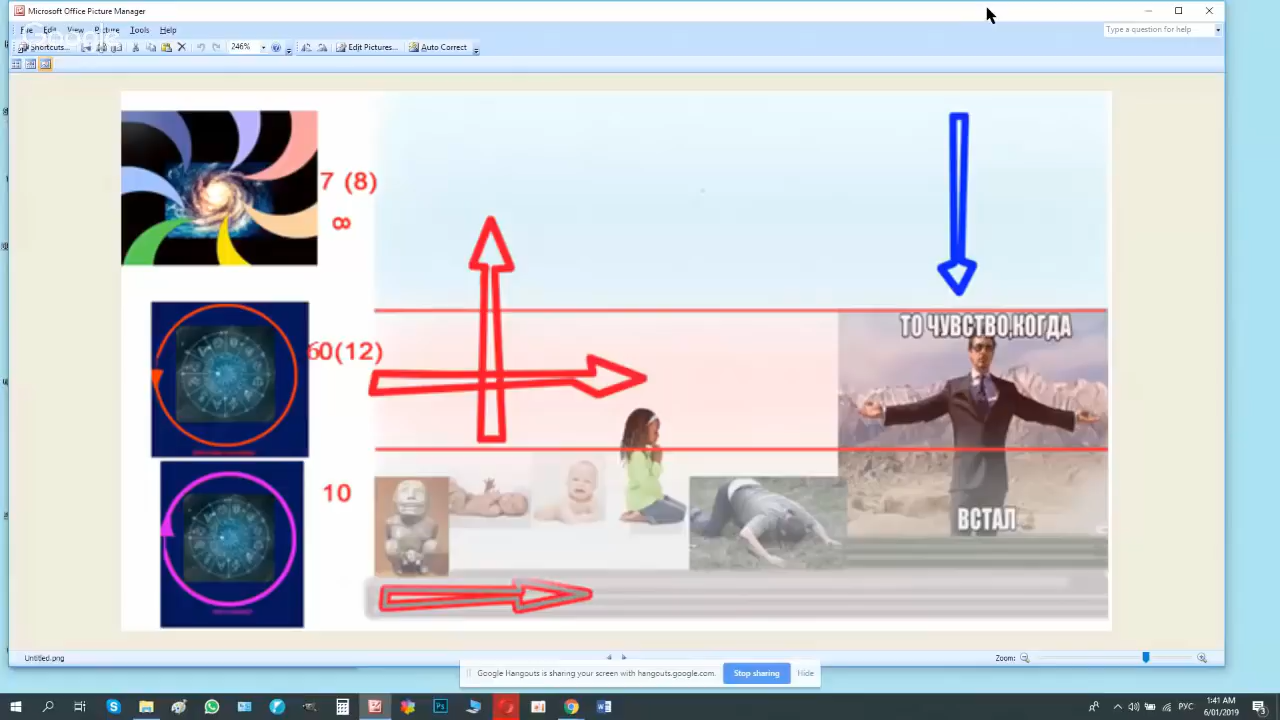 Microsoft Office Picture Manager
File Edit View Tools Help
Type a question for help
Google
Shortcuts...
246%
Edit Pictures...
Auto Correct
7 (8)
∞
60(12)
ТО ЧУВСТВО,КОГДА
10
ВСТАЛ
Untitled.png
Zoom:
Google Hangouts is sharing your screen with hangouts.google.com.
Stop sharing
Hide
РУС
1:41 AM
6/01/2019